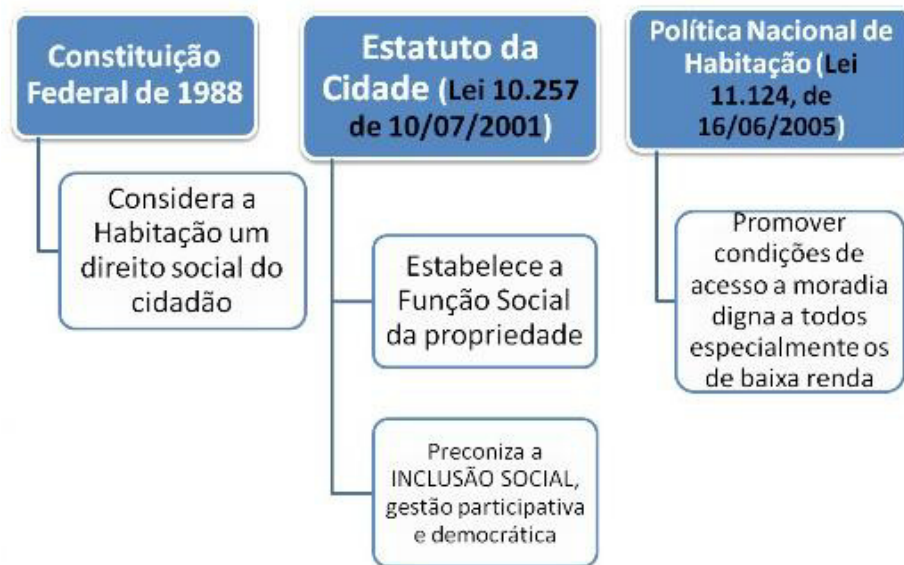 Constituição
Federal de 1988
Considera a
Habitação um
direito social do
cidadão
Estatuto da
Cidade (Lei 10.257
de 10/07/2001)
Estabelece a
Função Social
da propriedade
Preconiza a
INCLUSÃO SOCIAL,
gestão participativa
e democrática
Política Nacional de
Habitação (Lei
11.124, de
16/06/2005)
Promover
condições de
acesso a moradia
digna a todos
especialmente os
de baixa renda